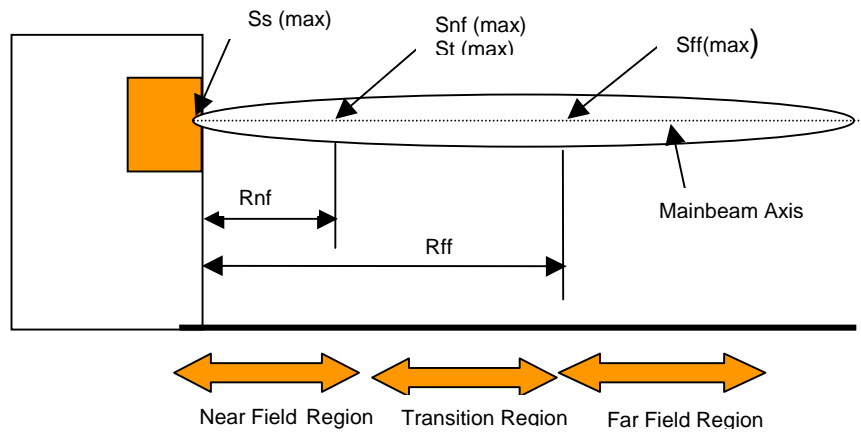 Ss (max)
Snf (max)
St (max)
Sff(max)
Rnf
Mainbeam Axis
Rff
Near Field Region
Transition Region
Far Field Region